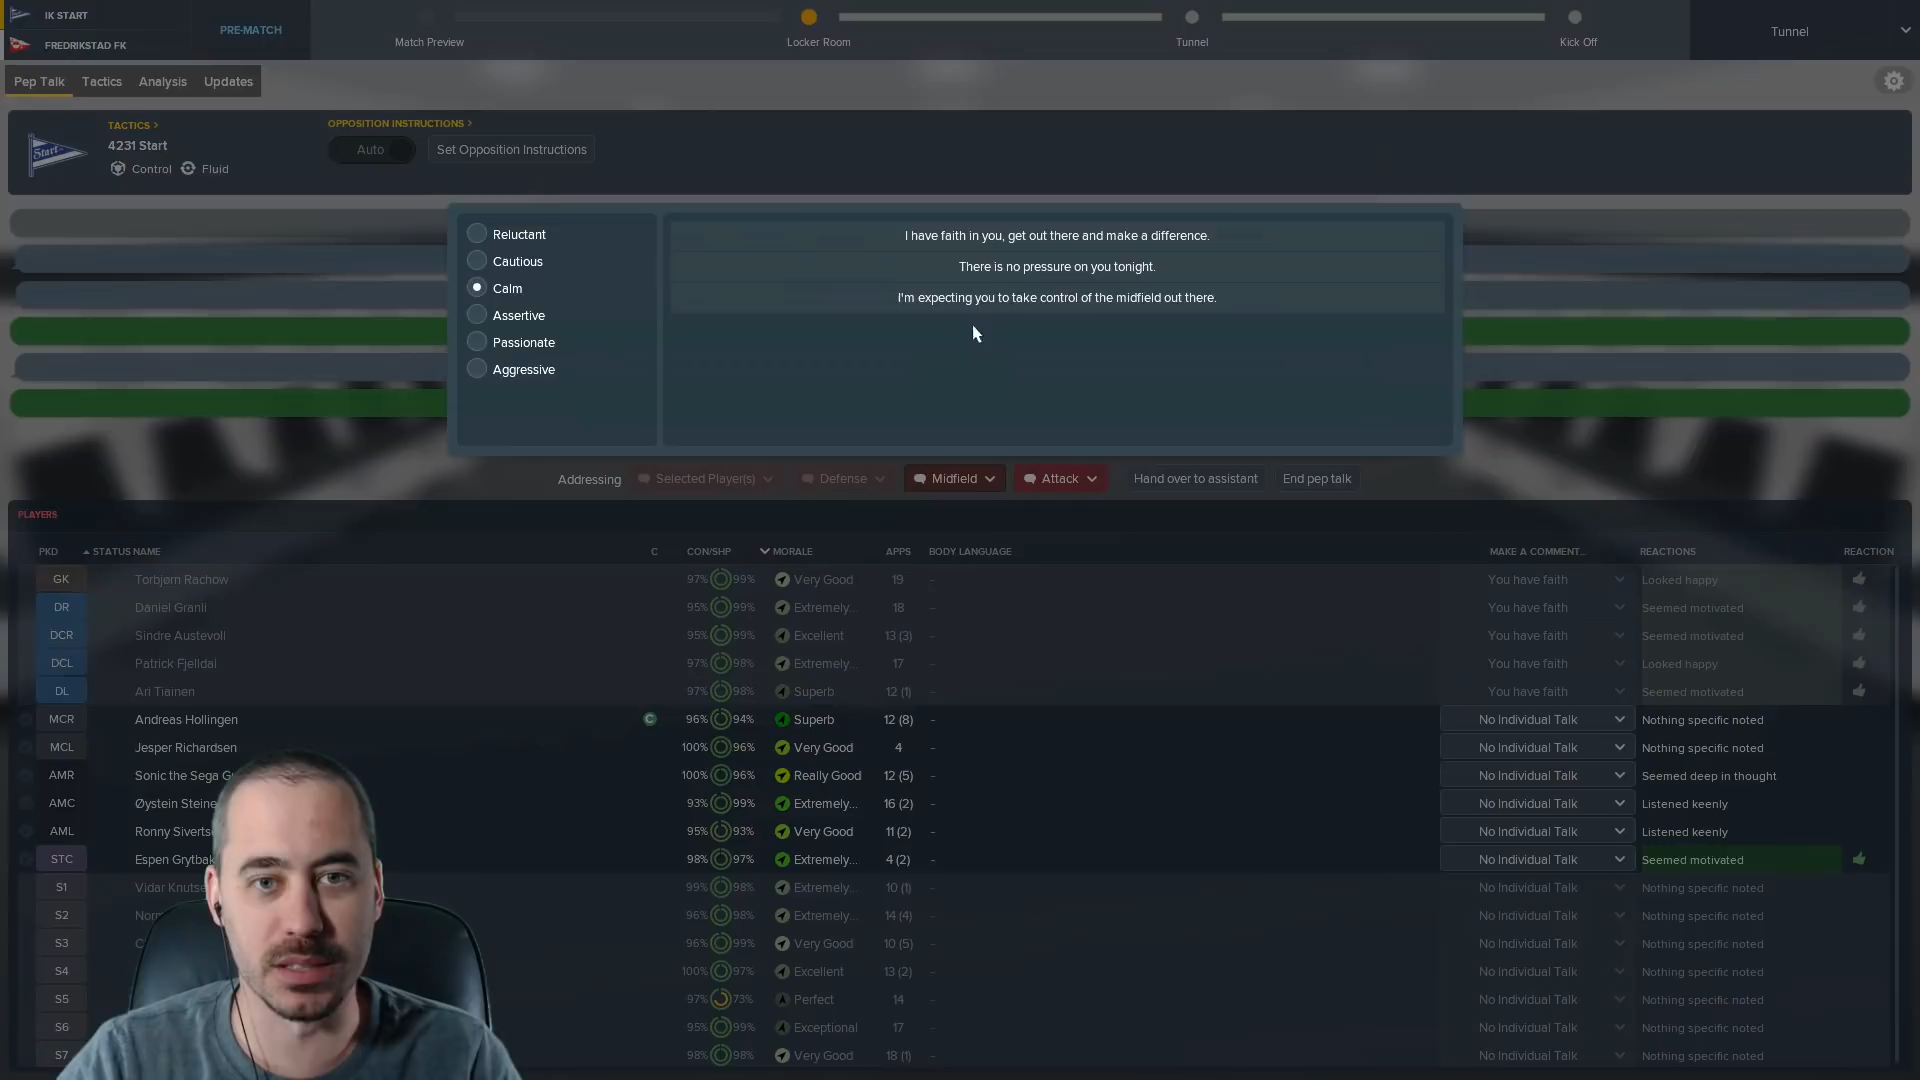 IK START
FREDRIKSTAD FK
PRE-MATCH
Match Preview
Locker Room
Tunnel
Kick Off
Tunnel
Pep Talk Tactics Analysis Updates
TACTICS >
4231 Start
Control Fluid
OPPOSITION INSTRUCTIONS >
Auto Set Opposition Instructions
Start
Reluctant
Cautious
Calm
Assertive
Passionate
Aggressive
I have faith in you, get out there and make a difference.
There is no pressure on you tonight.
I'm expecting you to take control of the midfield out there.
Addressing Selected Player(s) Defense Midfield Attack Hand over to assistant End pep talk
PLAYERS
PKD STATUS NAME C CON/SHP MORALE APPS BODY LANGUAGE MAKE A COMMENT... REACTIONS REACTION
GK Torbjørn Rachow 97% 99% Very Good 19 - You have faith Looked happy
DR Daniel Granli 95% 99% Extremely... 18 - You have faith Seemed motivated
DCR Sindre Austevoll 95% 99% Excellent 13 (3) - You have faith Seemed motivated
DCL Patrick Fjelldal 97% 98% Extremely... 17 - You have faith Looked happy
DL Ari Tiainen 97% 98% Superb 12 (1) - You have faith Seemed motivated
MCR Andreas Hollingen C 96% 94% Superb 12 (8) - No Individual Talk Nothing specific noted
MCL Jesper Richardsen 100% 96% Very Good 4 - No Individual Talk Nothing specific noted
AMR Sonic the Sega 100% 96% Really Good 12 (5) - No Individual Talk Seemed deep in thought
AMC Øystein 93% 99% Extremely... 16 (2) - No Individual Talk Listened keenly
AML Ronny 95% 93% Very Good 11 (2) - No Individual Talk Listened keenly
STC Espen 98% 97% Extremely... 4 (2) - No Individual Talk Seemed motivated
S1 Vidar 99% 98% Extremely... 10 (1) - No Individual Talk Nothing specific noted
S2 96% 98% Extremely... 14 (4) - No Individual Talk Nothing specific noted
S3 96% 99% Very Good 10 (5) - No Individual Talk Nothing specific noted
S4 100% 97% Excellent 13 (2) - No Individual Talk Nothing specific noted
S5 97% 73% Perfect 14 - No Individual Talk Nothing specific noted
S6 95% 99% Exceptional 17 - No Individual Talk Nothing specific noted
S7 98% 98% Very Good 18 (1) - No Individual Talk Nothing specific noted